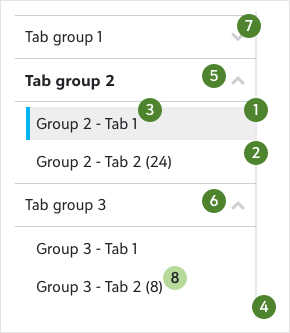 Tab group 1 7
Tab group 2 5
3 1
Group 2 - Tab 1
Group 2 - Tab 2 (24) 2
Tab group 3 6
Group 3 - Tab 1
Group 3 - Tab 2 (8) 8
4